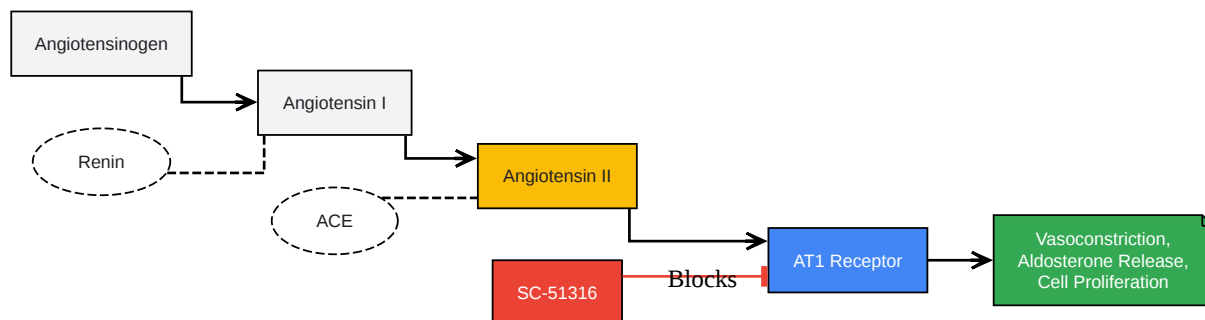 Angiotensinogen
Angiotensin I
Renin
Angiotensin II
ACE
AT1 Receptor
Vasoconstriction,
Aldosterone Release,
Cell Proliferation
Blocks
SC-51316